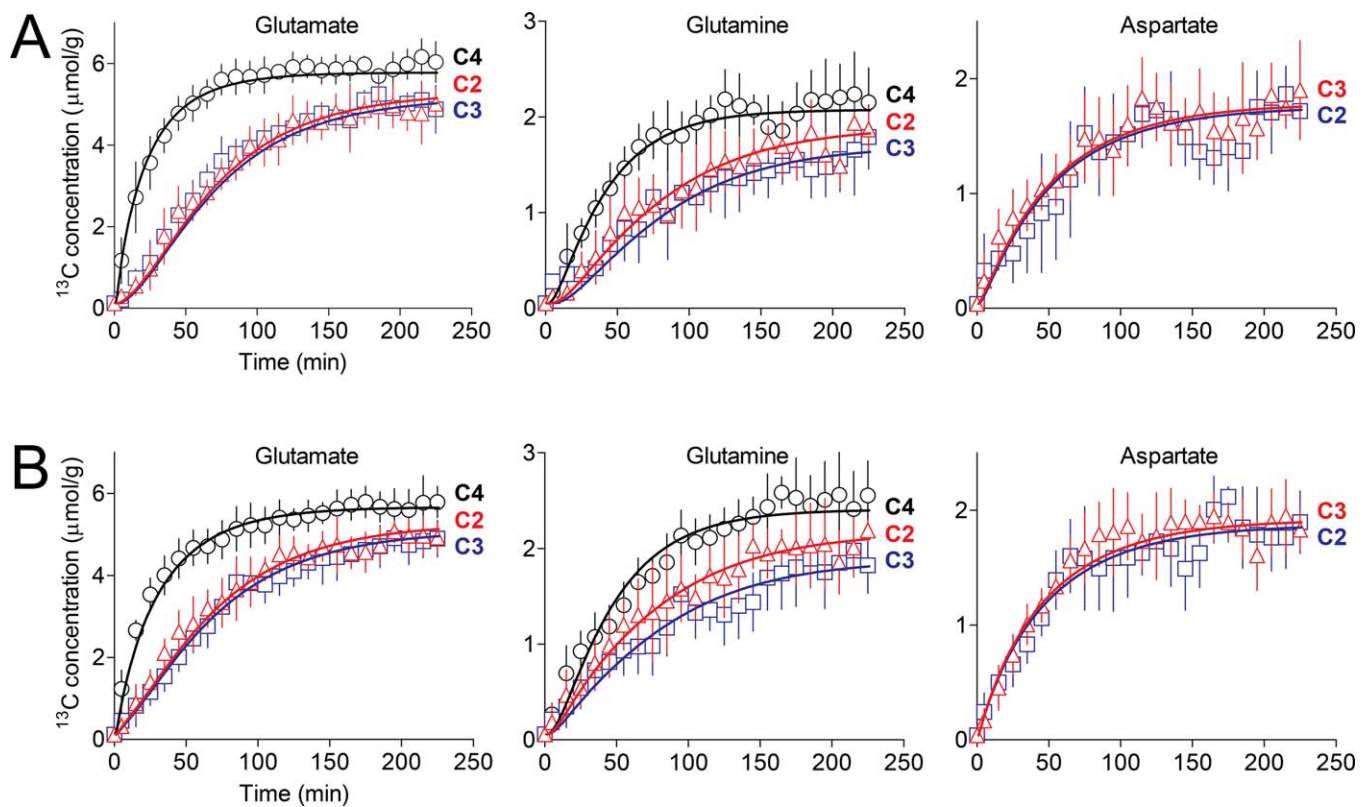 A
Glutamate
Glutamine
Aspartate
¹³C concentration (μmol/g)
6
4
2
0
C4
C2
C3
0 50 100 150 200 250
Time (min)
3
2
1
0
C4
C2
C3
0 50 100 150 200 250
2
1
0
C3
C2
0 50 100 150 200 250
B
Glutamate
Glutamine
Aspartate
¹³C concentration (μmol/g)
6
4
2
0
C4
C2
C3
0 50 100 150 200 250
Time (min)
3
2
1
0
C4
C2
C3
0 50 100 150 200 250
2
1
0
C3
C2
0 50 100 150 200 250